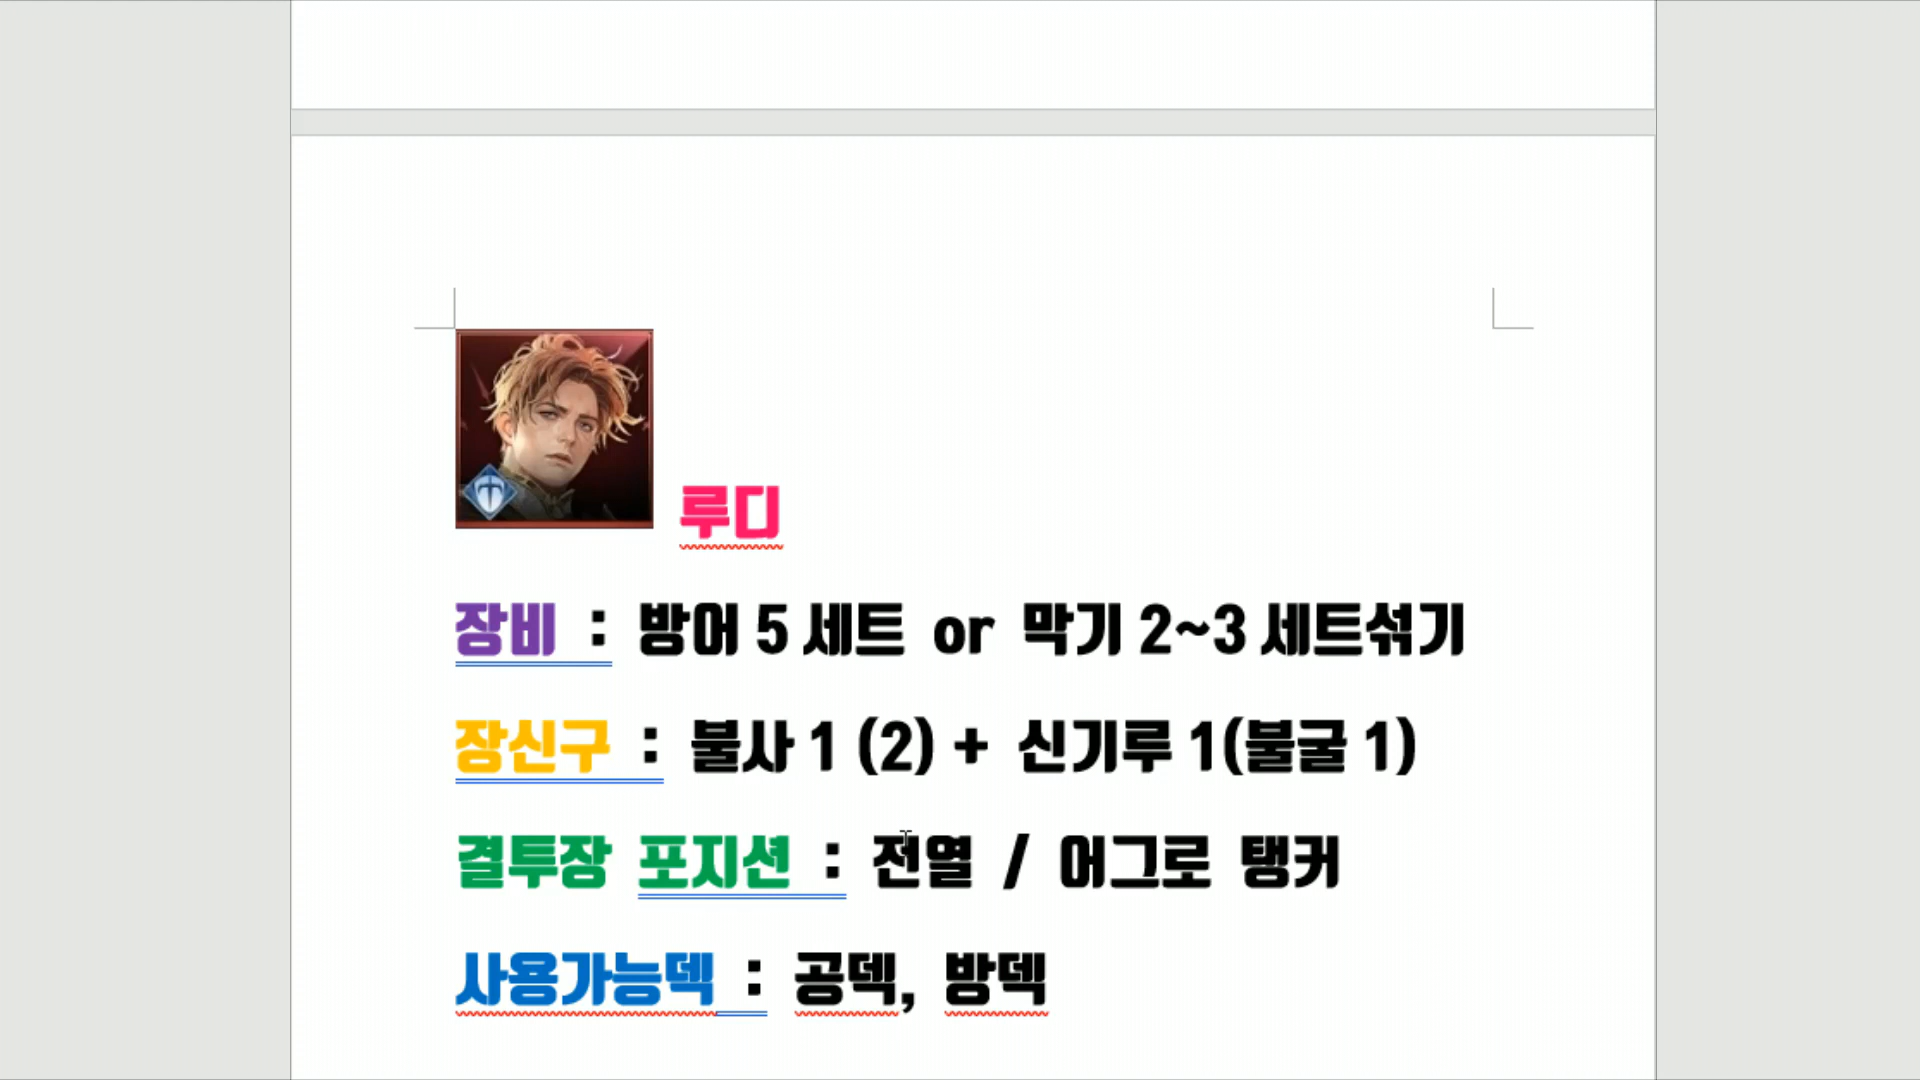 루디
장비 : 방어 5 세트 or 막기 2~3 세트섞기
장신구 : 불사 1 (2) + 신기루 1(불굴 1)
결투장 포지션 : 전열 / 어그로 탱커
사용가능덱 : 공덱, 방덱